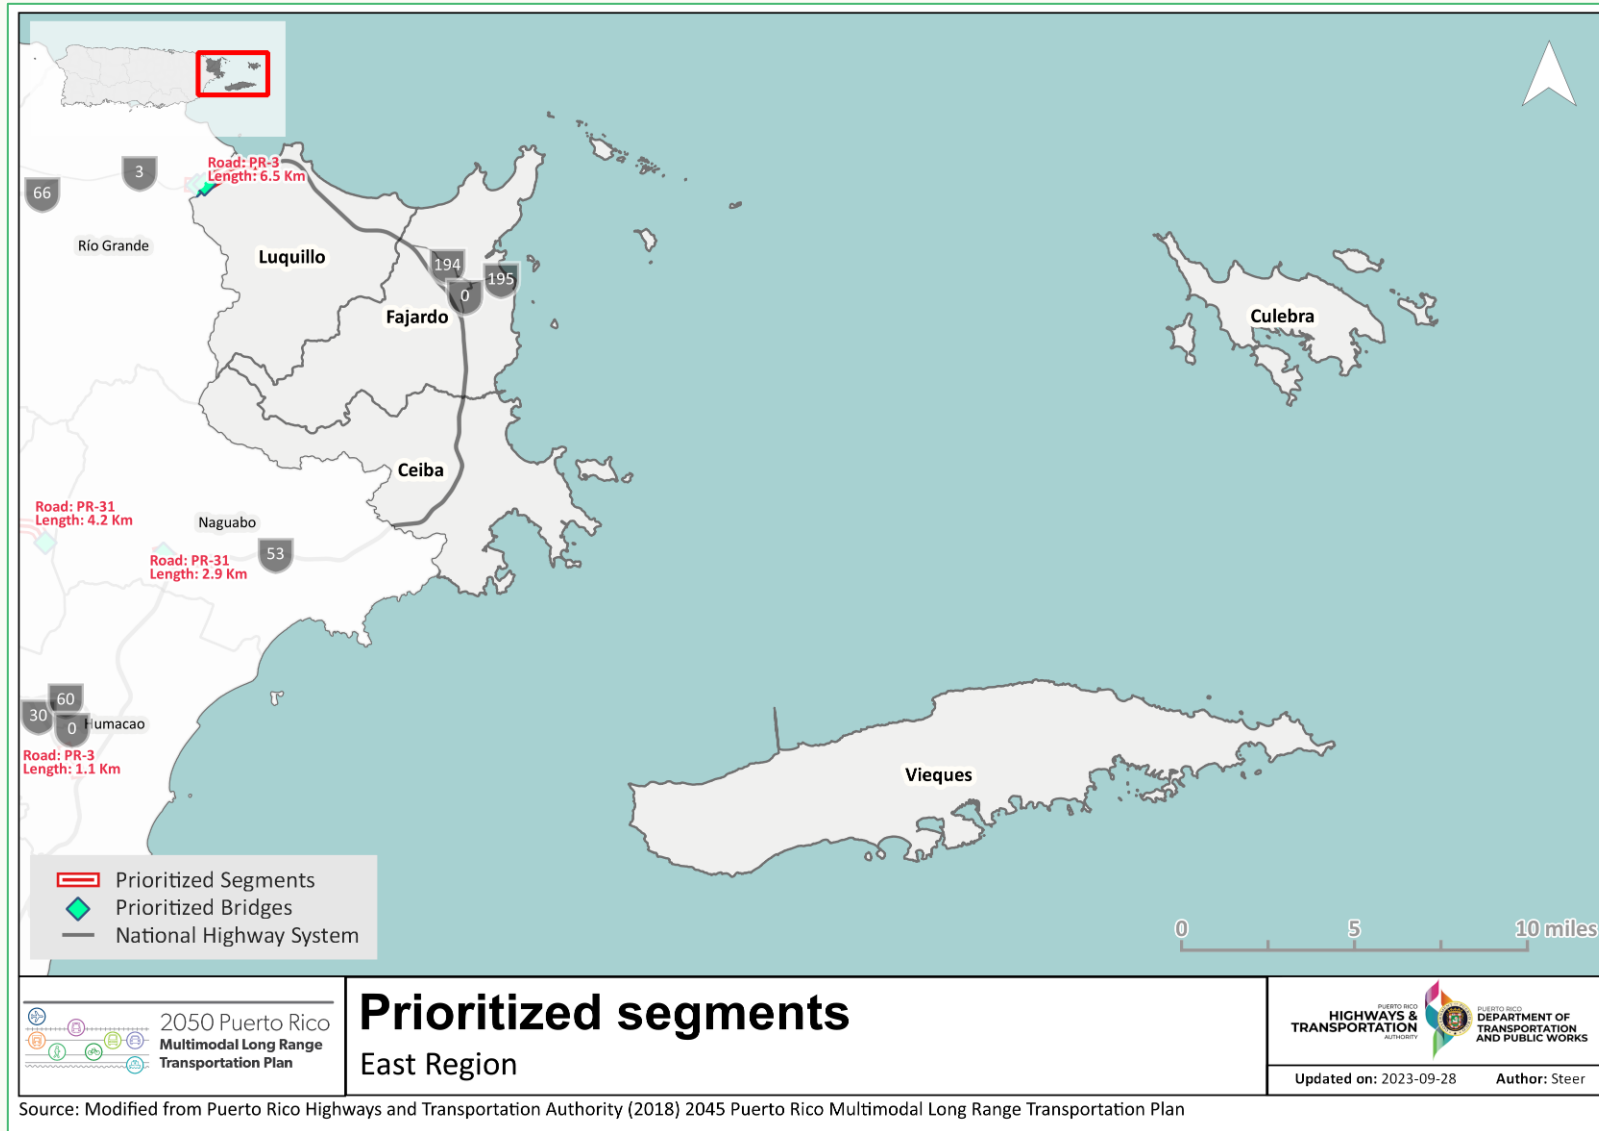 Road: PR-3
Length: 6.5 Km
3
66
Río Grande
Luquillo
194
195
0
Fajardo
Culebra
Ceiba
Road: PR-31
Length: 4.2 Km
Naguabo
53
Road: PR-31
Length: 2.9 Km
60
30
0
Humacao
Road: PR-3
Length: 1.1 Km
Vieques
Prioritized Segments
Prioritized Bridges
National Highway System
0
5
10 miles
2050 Puerto Rico
Multimodal Long Range
Transportation Plan
Prioritized segments
East Region
PUERTO RICO
HIGHWAYS &
TRANSPORTATION
AUTHORITY
PUERTO RICO
DEPARTMENT OF
TRANSPORTATION
AND PUBLIC WORKS
Updated on: 2023-09-28
Author: Steer
Source: Modified from Puerto Rico Highways and Transportation Authority (2018) 2045 Puerto Rico Multimodal Long Range Transportation Plan